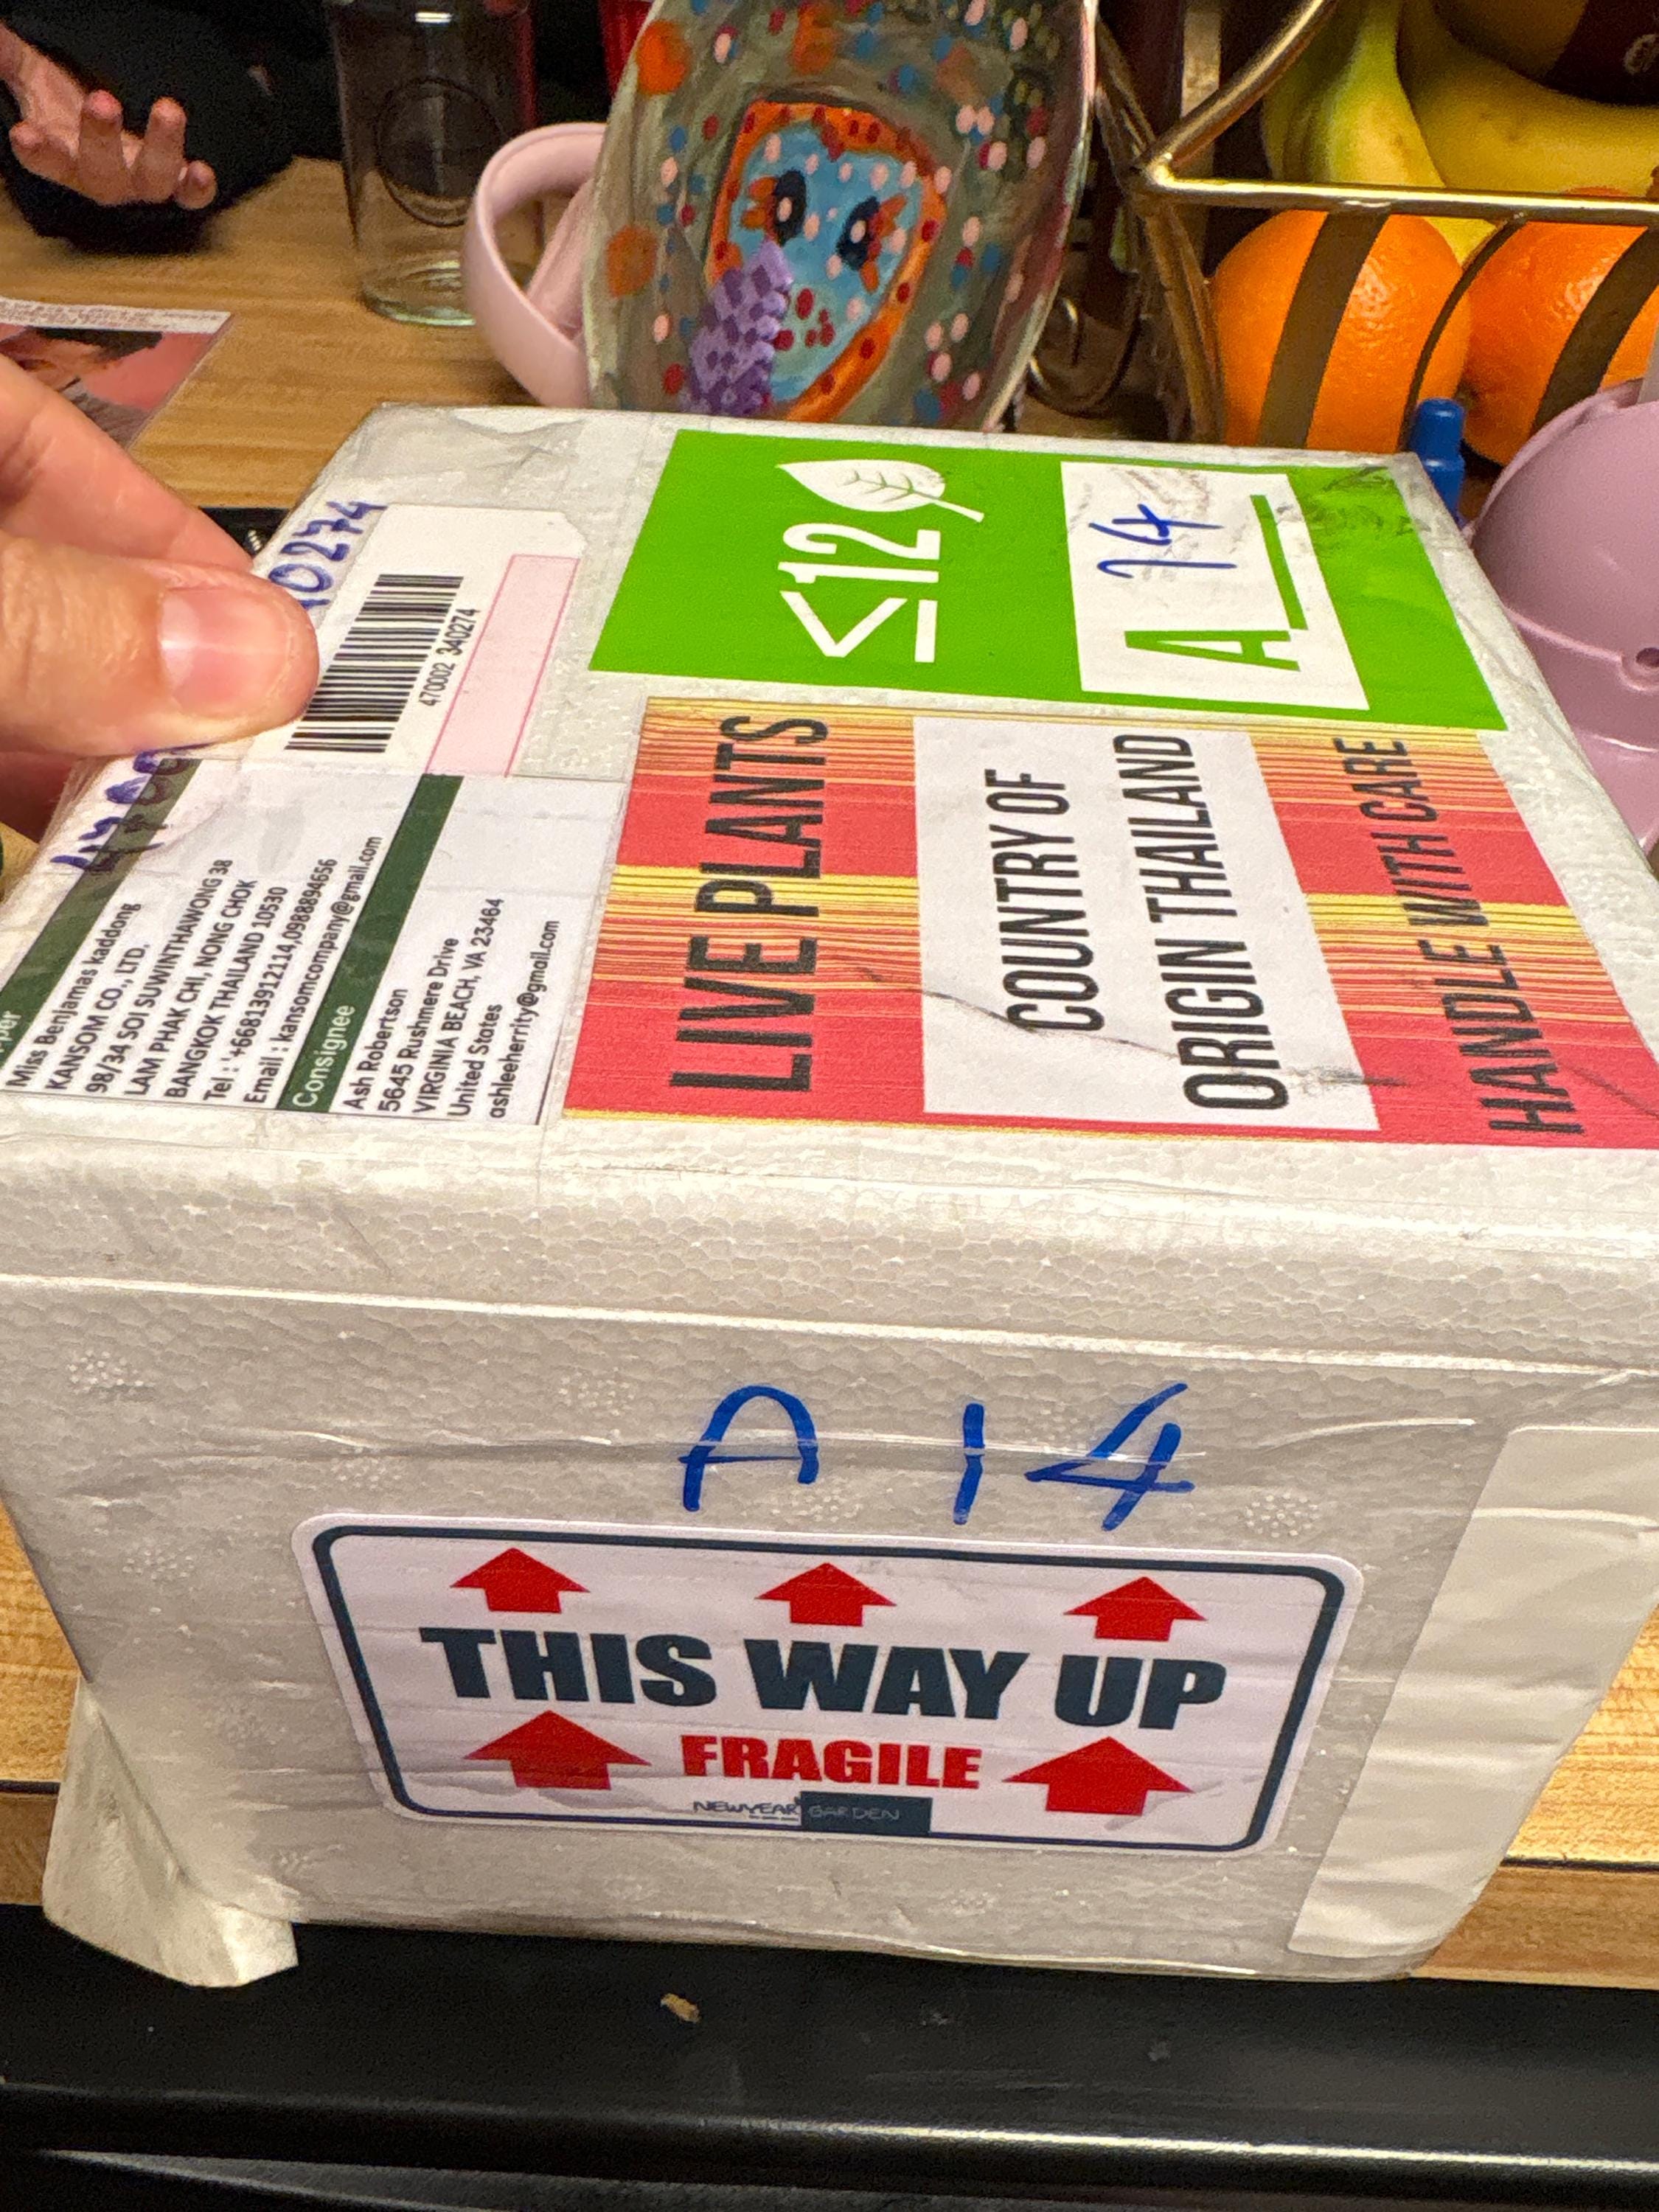 40274
470002 340274
≤12
A 14
Miss Benjamas kaddong
KANSOM CO., LTD.
98/34 SOI SUWINTHAWONG 38
LAM PHAK CHI, NONG CHOK
BANGKOK THAILAND 10530
Tel : '+66813912114,0988894656
Email : kansomcompany@gmail.com
Consignee
Ash Robertson
5645 Rushmere Drive
VIRGINIA BEACH, VA 23464
United States
ashleeherrity@gmail.com
LIVE PLANTS
COUNTRY OF
ORIGIN THAILAND
HANDLE WITH CARE
A 14
THIS WAY UP
FRAGILE
NEWYEAR GARDEN